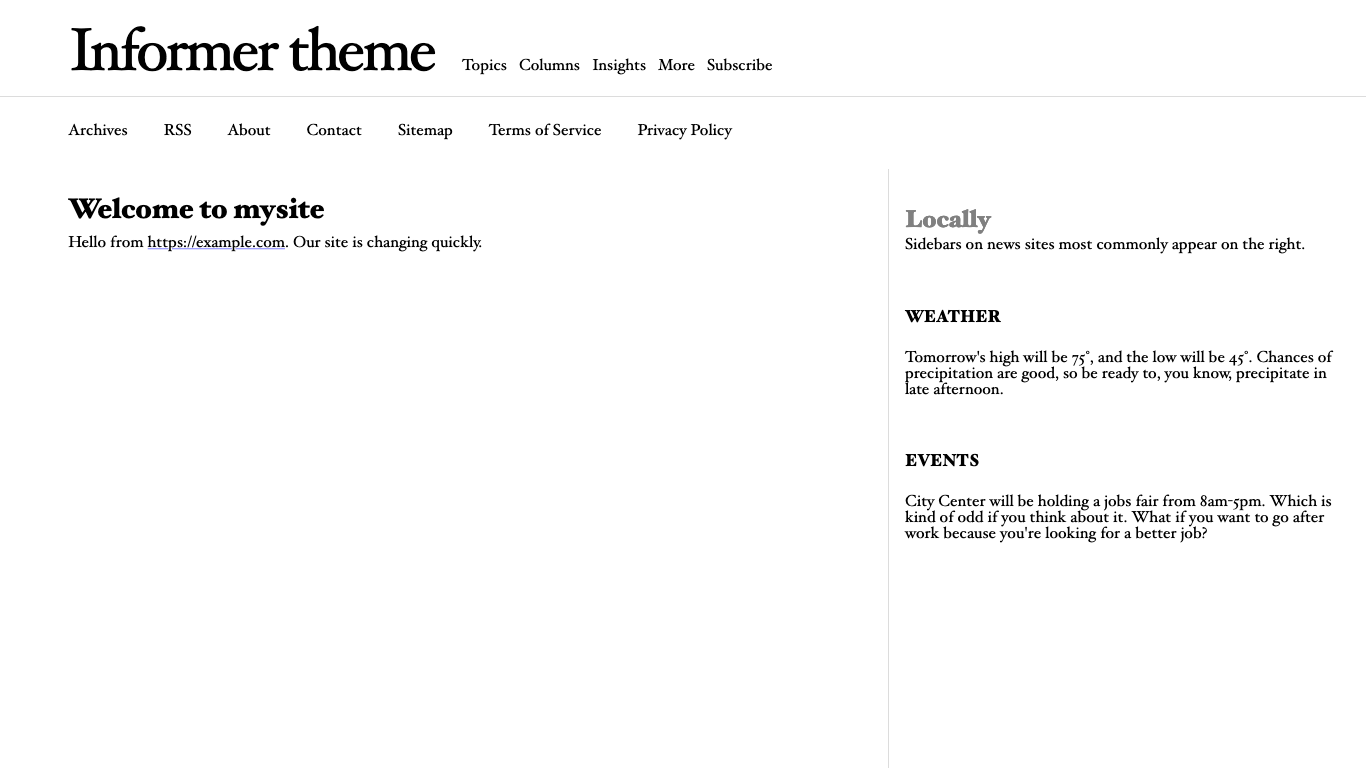 Informer theme
Topics Columns Insights More Subscribe
Archives RSS About Contact Sitemap Terms of Service Privacy Policy
Welcome to mysite
Hello from https://example.com. Our site is changing quickly.
Locally
Sidebars on news sites most commonly appear on the right.
WEATHER
Tomorrow's high will be 75°, and the low will be 45°. Chances of
precipitation are good, so be ready to, you know, precipitate in
late afternoon.
EVENTS
City Center will be holding a jobs fair from 8am-5pm. Which is
kind of odd if you think about it. What if you want to go after
work because you're looking for a better job?